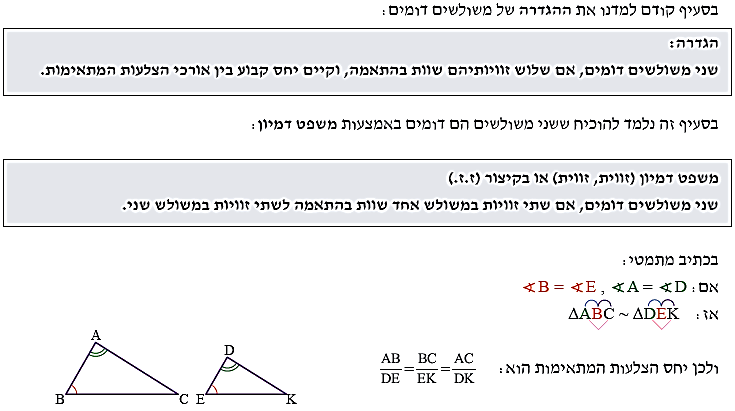 בסעיף קודם למדנו את ההגדרה של משולשים דומים:
הגדרה:
שני משולשים דומים, אם שלוש זוויותיהם שוות בהתאמה, וקיים יחס קבוע בין אורכי הצלעות המתאימות.
בסעיף זה נלמד להוכיח ששני משולשים הם דומים באמצעות משפט דמיון:
משפט דמיון (זווית, זווית) או בקיצור (ז.ז.)
שני משולשים דומים, אם שתי זוויות במשולש אחד שוות בהתאמה לשתי זוויות במשולש שני.
בכתיב מתמטי:
אם: ∢B = ∢E , ∢A = ∢D
אז: ΔABC ~ ΔDEK
ולכן יחס הצלעות המתאימות הוא: AB/DE = BC/EK = AC/DK
A
D
B C E K